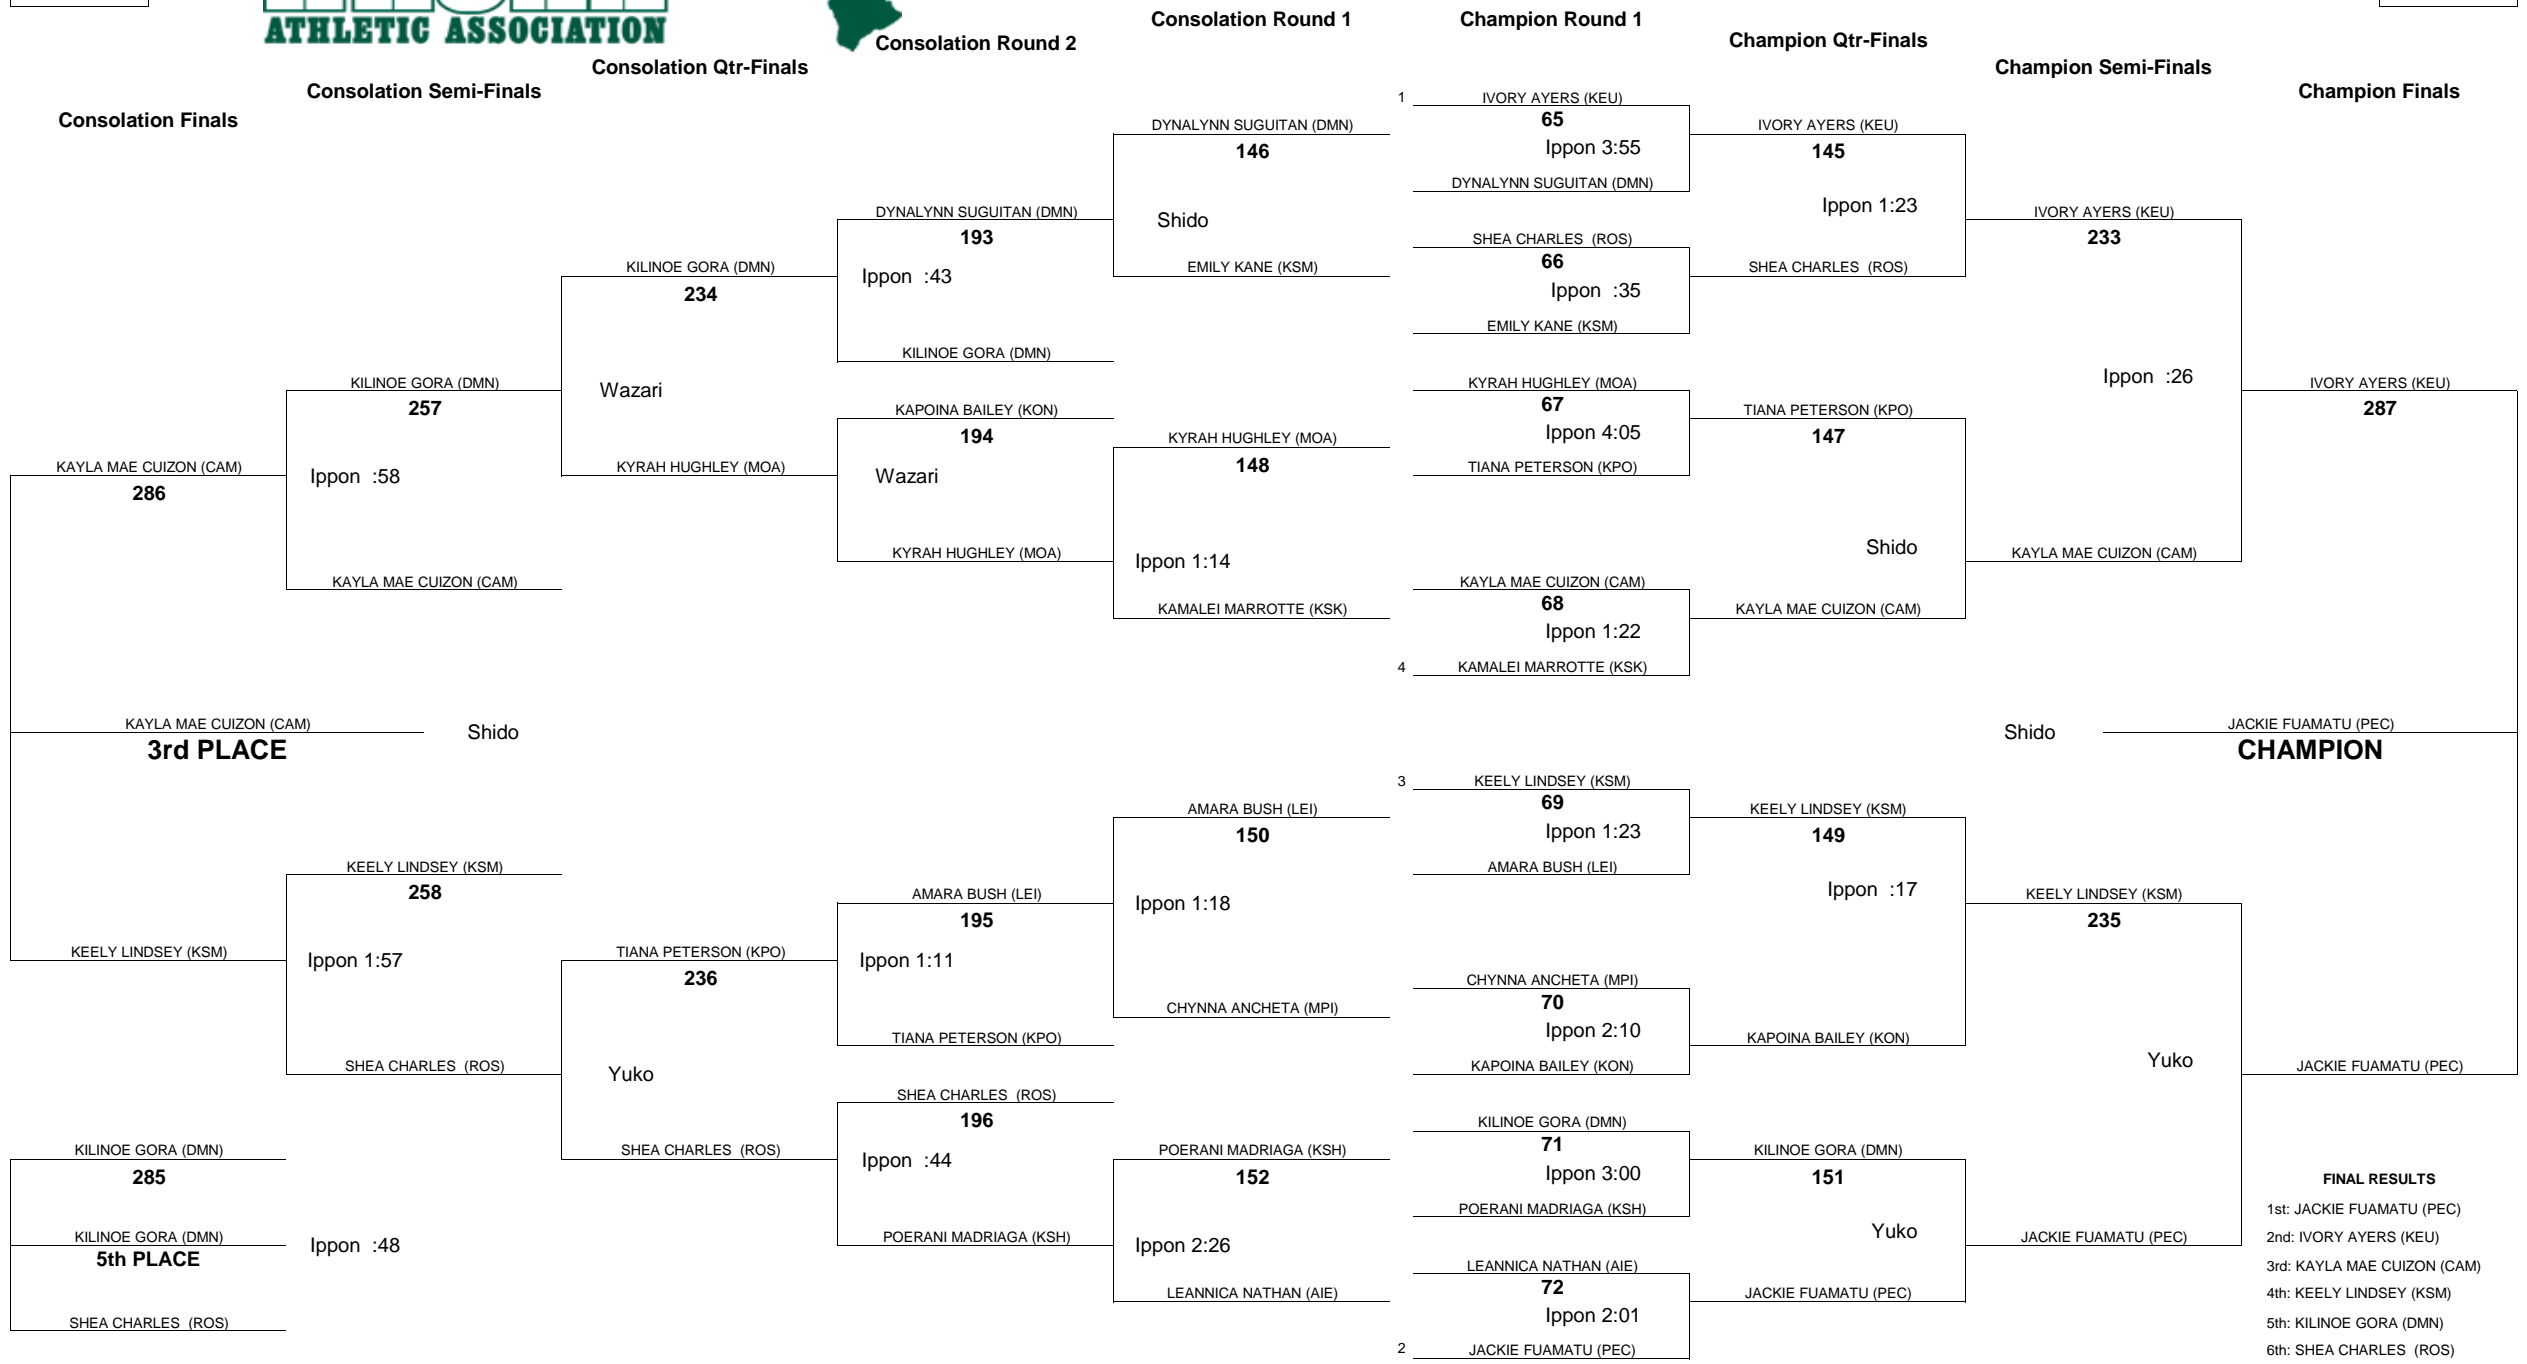 ATHLETIC ASSOCIATION
Consolation Round 1
Champion Round 1
Consolation Round 2
Champion Qtr-Finals
Consolation Qtr-Finals
Champion Semi-Finals
Consolation Semi-Finals
Champion Finals
Consolation Finals
1 IVORY AYERS (KEU)
65
Ippon 3:55
DYNALYNN SUGUITAN (DMN)
SHEA CHARLES (ROS)
66
Ippon :35
EMILY KANE (KSM)
KYRAH HUGHLEY (MOA)
67
Ippon 4:05
TIANA PETERSON (KPO)
KAYLA MAE CUIZON (CAM)
68
Ippon 1:22
4 KAMALEI MARROTTE (KSK)
3 KEELY LINDSEY (KSM)
69
Ippon 1:23
AMARA BUSH (LEI)
CHYNNA ANCHETA (MPI)
70
Ippon 2:10
KAPOINA BAILEY (KON)
KILINOE GORA (DMN)
71
Ippon 3:00
POERANI MADRIAGA (KSH)
LEANNICA NATHAN (AIE)
72
Ippon 2:01
2 JACKIE FUAMATU (PEC)
IVORY AYERS (KEU)
145
Ippon 1:23
SHEA CHARLES (ROS)
TIANA PETERSON (KPO)
147
Shido
KAYLA MAE CUIZON (CAM)
KEELY LINDSEY (KSM)
149
Ippon :17
KAPOINA BAILEY (KON)
KILINOE GORA (DMN)
151
Yuko
JACKIE FUAMATU (PEC)
IVORY AYERS (KEU)
233
Ippon :26
KAYLA MAE CUIZON (CAM)
KEELY LINDSEY (KSM)
235
Yuko
JACKIE FUAMATU (PEC)
IVORY AYERS (KEU)
287
Shido
JACKIE FUAMATU (PEC)
CHAMPION
JACKIE FUAMATU (PEC)
DYNALYNN SUGUITAN (DMN)
146
Shido
EMILY KANE (KSM)
KYRAH HUGHLEY (MOA)
148
Ippon 1:14
KAMALEI MARROTTE (KSK)
AMARA BUSH (LEI)
150
Ippon 1:18
CHYNNA ANCHETA (MPI)
POERANI MADRIAGA (KSH)
152
Ippon 2:26
LEANNICA NATHAN (AIE)
DYNALYNN SUGUITAN (DMN)
193
Ippon :43
KILINOE GORA (DMN)
KAPOINA BAILEY (KON)
194
Wazari
KYRAH HUGHLEY (MOA)
AMARA BUSH (LEI)
195
Ippon 1:11
TIANA PETERSON (KPO)
SHEA CHARLES (ROS)
196
Ippon :44
POERANI MADRIAGA (KSH)
KILINOE GORA (DMN)
234
Wazari
KYRAH HUGHLEY (MOA)
TIANA PETERSON (KPO)
236
Yuko
SHEA CHARLES (ROS)
KILINOE GORA (DMN)
257
Ippon :58
KAYLA MAE CUIZON (CAM)
KEELY LINDSEY (KSM)
258
Ippon 1:57
SHEA CHARLES (ROS)
KAYLA MAE CUIZON (CAM)
286
KAYLA MAE CUIZON (CAM)
3rd PLACE
Shido
KEELY LINDSEY (KSM)
KILINOE GORA (DMN)
285
KILINOE GORA (DMN)
5th PLACE
Ippon :48
SHEA CHARLES (ROS)
FINAL RESULTS
1st: JACKIE FUAMATU (PEC)
2nd: IVORY AYERS (KEU)
3rd: KAYLA MAE CUIZON (CAM)
4th: KEELY LINDSEY (KSM)
5th: KILINOE GORA (DMN)
6th: SHEA CHARLES (ROS)